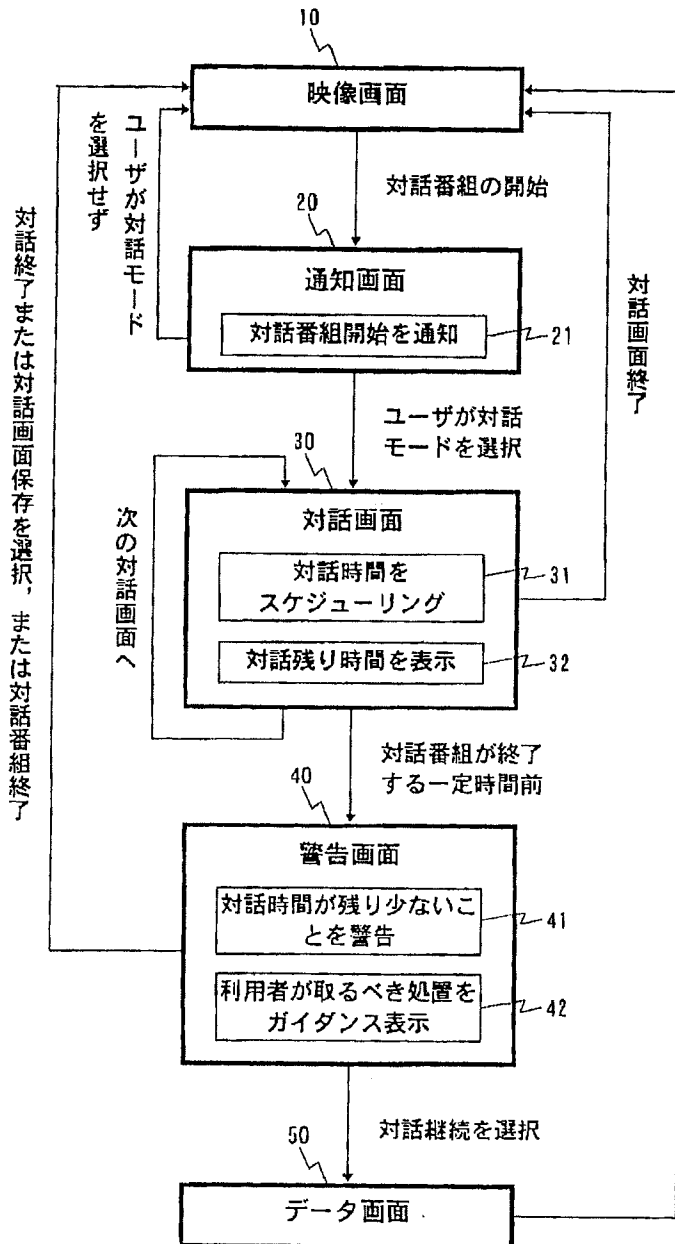 10
映像画面
対話番組の開始
ユーザが対話モード
を選択せず
20
通知画面
対話番組開始を通知
21
対話画面終了
対話終了または対話画面保存を選択，または対話番組終了
ユーザが対話
モードを選択
30
対話画面
対話時間を
スケジューリング
31
対話残り時間を表示
32
次の対話画面へ
対話番組が終了
する一定時間前
40
警告画面
対話時間が残り少ないこ
とを警告
41
利用者が取るべき処置を
ガイダンス表示
42
対話継続を選択
50
データ画面